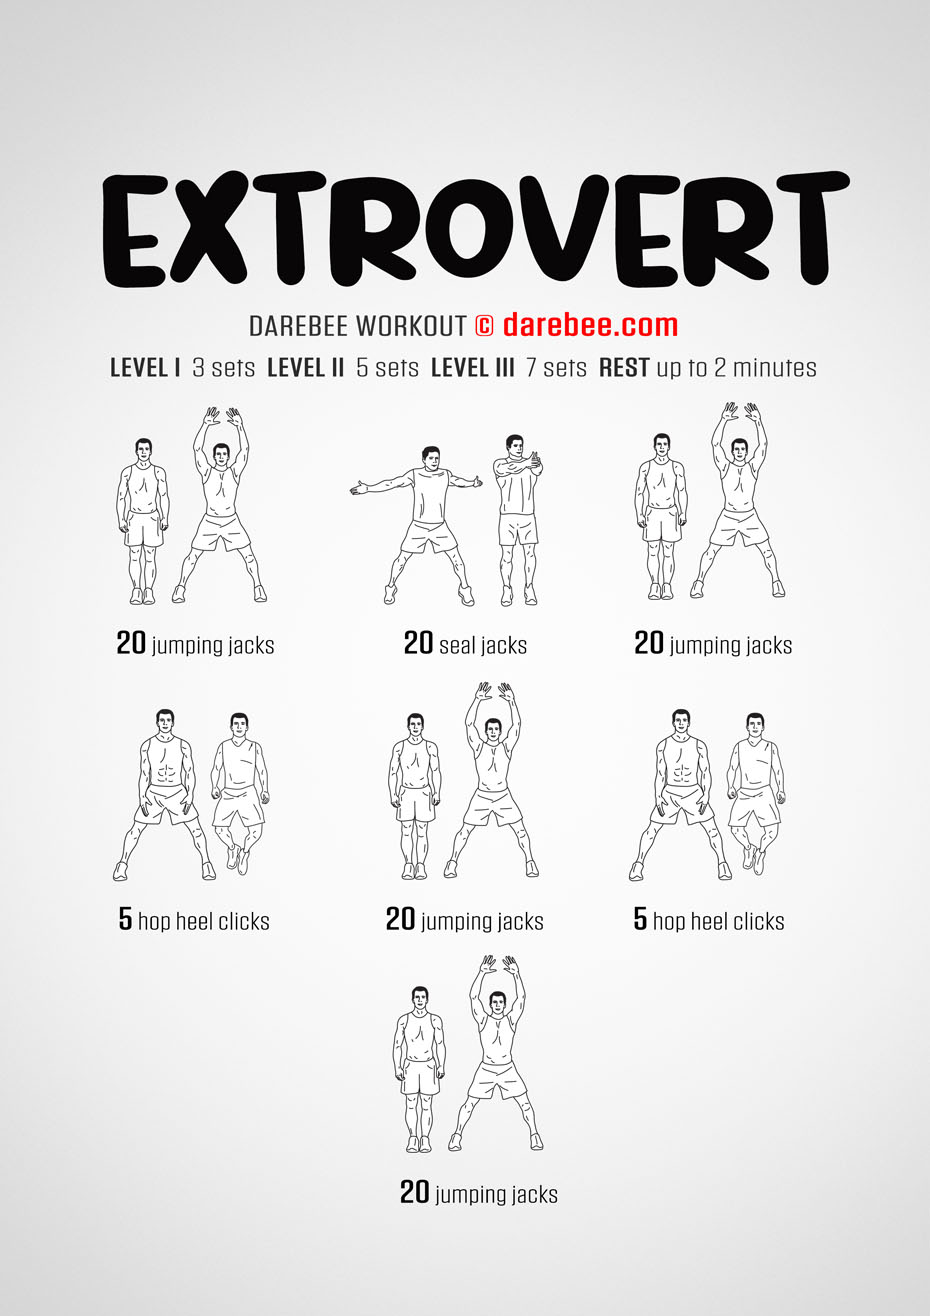 EXTROVERT
DAREBEE WORKOUT © darebee.com
LEVEL I 3 sets LEVEL II 5 sets LEVEL III 7 sets REST up to 2 minutes
20 jumping jacks
20 seal jacks
20 jumping jacks
5 hop heel clicks
20 jumping jacks
5 hop heel clicks
20 jumping jacks